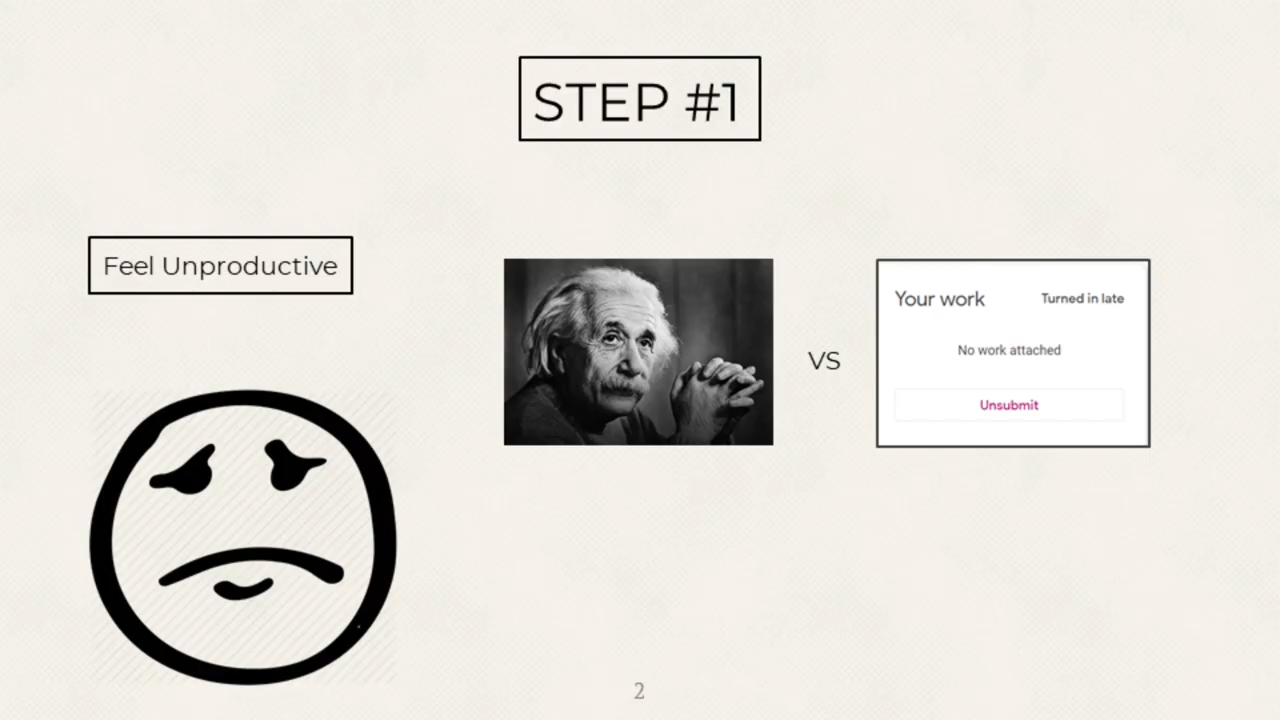 STEP #1
Feel Unproductive
VS
Your work
Turned in late
No work attached
Unsubmit
2